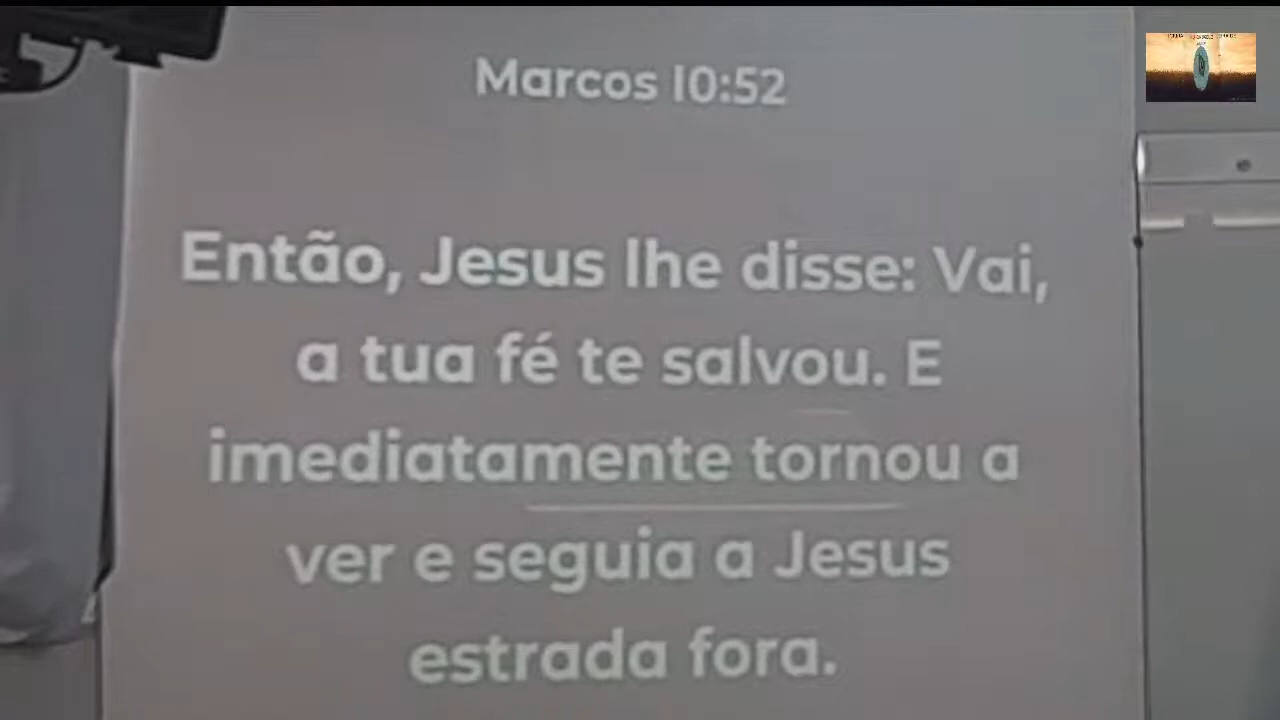 Marcos 10:52
Então, Jesus lhe disse: Vai,
a tua fé te salvou. E
imediatamente tornou a
ver e seguia a Jesus
estrada fora.